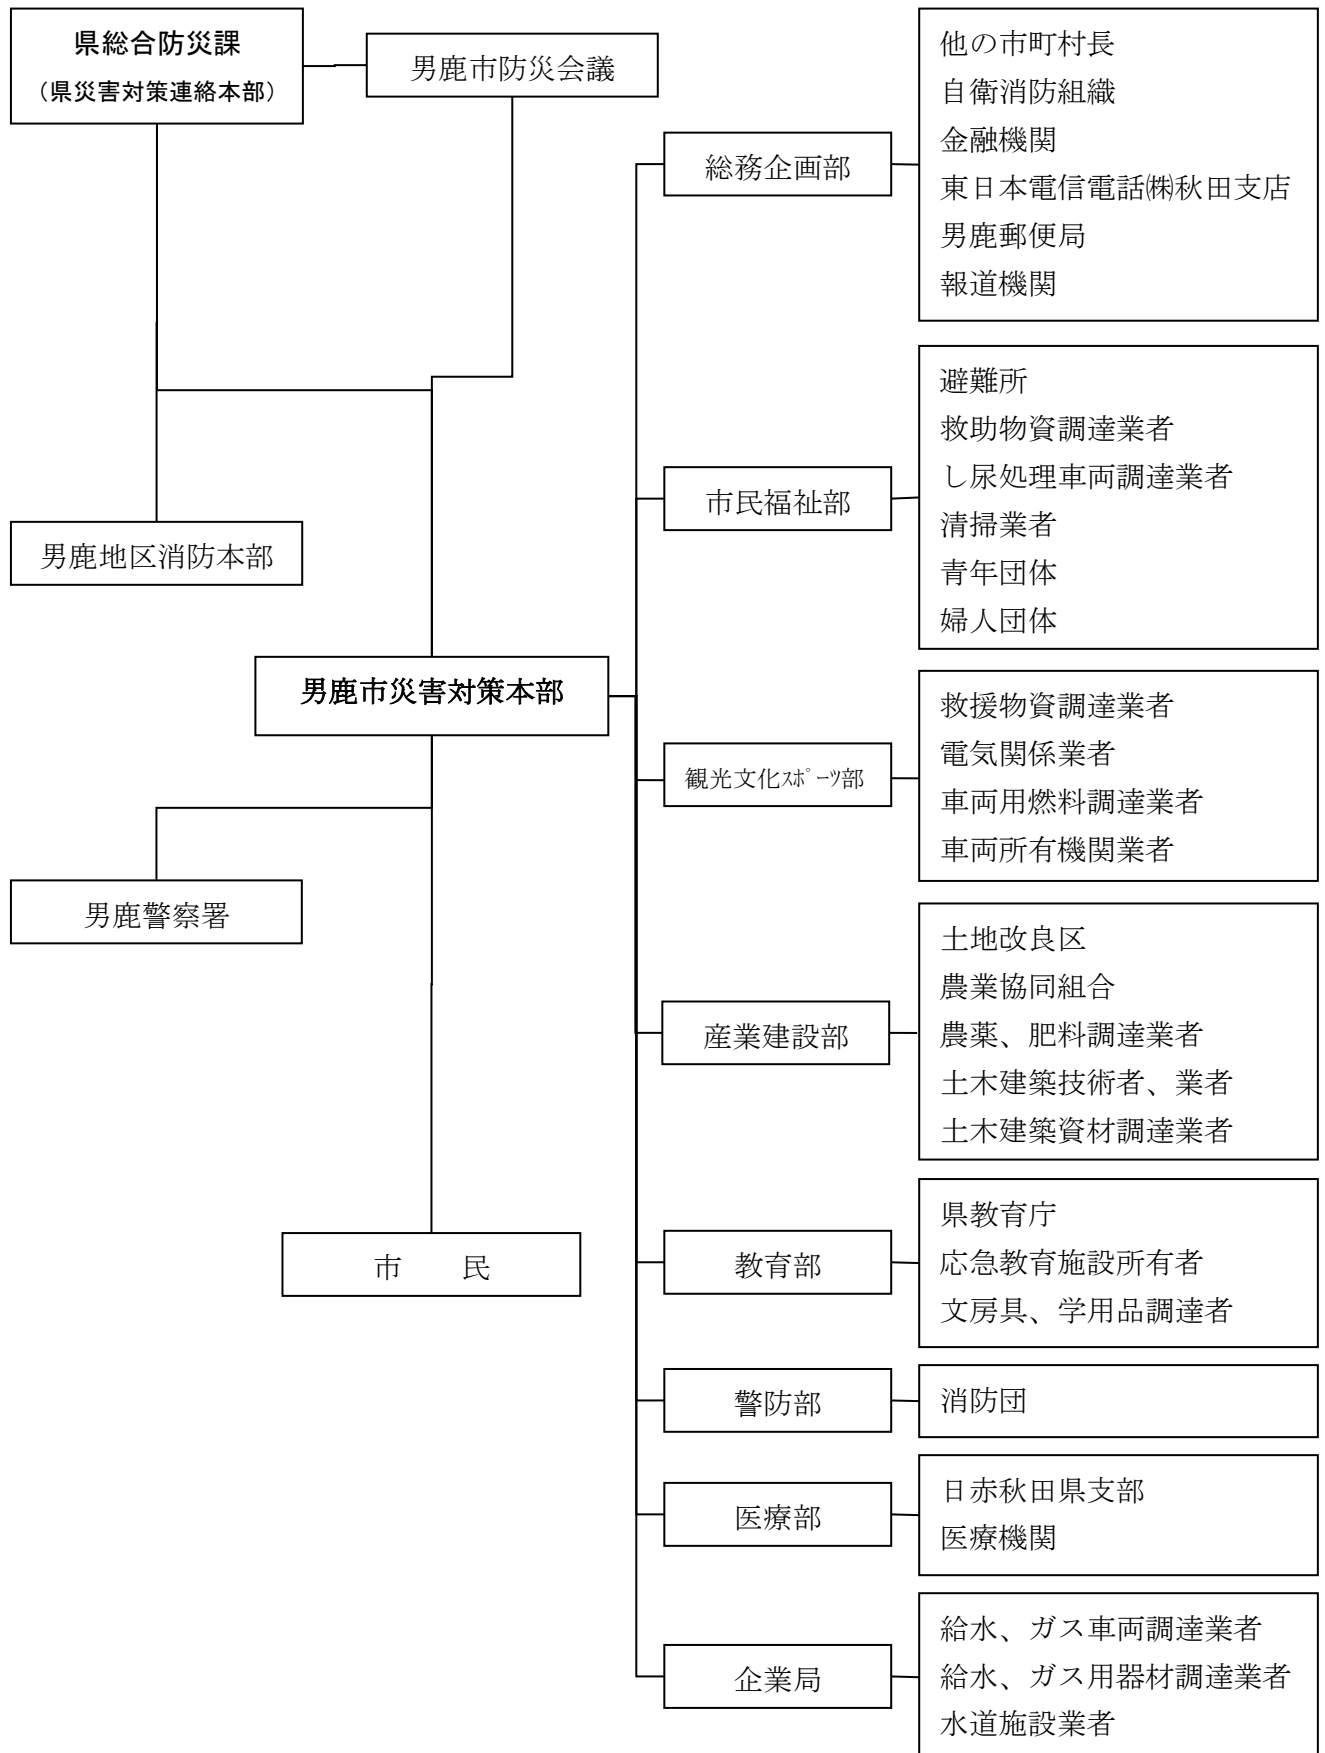 県総合防災課
（県災害対策連絡本部）
男鹿市防災会議
男鹿地区消防本部
男鹿市災害対策本部
男鹿警察署
市　　民
総務企画部
他の市町村長
自衛消防組織
金融機関
東日本電信電話㈱秋田支店
男鹿郵便局
報道機関
市民福祉部
避難所
救助物資調達業者
し尿処理車両調達業者
清掃業者
青年団体
婦人団体
観光文化ｽﾎﾟｰﾂ部
救援物資調達業者
電気関係業者
車両用燃料調達業者
車両所有機関業者
産業建設部
土地改良区
農業協同組合
農薬、肥料調達業者
土木建築技術者、業者
土木建築資材調達業者
教育部
県教育庁
応急教育施設所有者
文房具、学用品調達者
警防部
消防団
医療部
日赤秋田県支部
医療機関
企業局
給水、ガス車両調達業者
給水、ガス用器材調達業者
水道施設業者